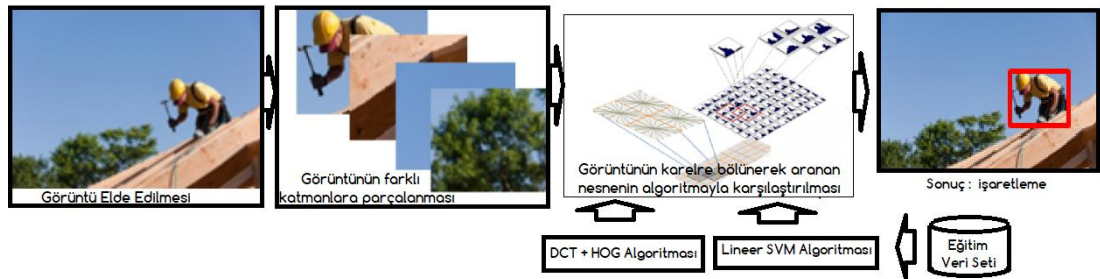 Görüntü Elde Edilmesi
Görüntünün farklı
katmanlara parçalanması
Görüntünün karelre bölünerek aranan
nesnenin algoritmayla karşılaştırılması
Sonuç : işaretleme
DCT + HOG Algoritması
Lineer SVM Algoritması
Eğitim
Veri Seti